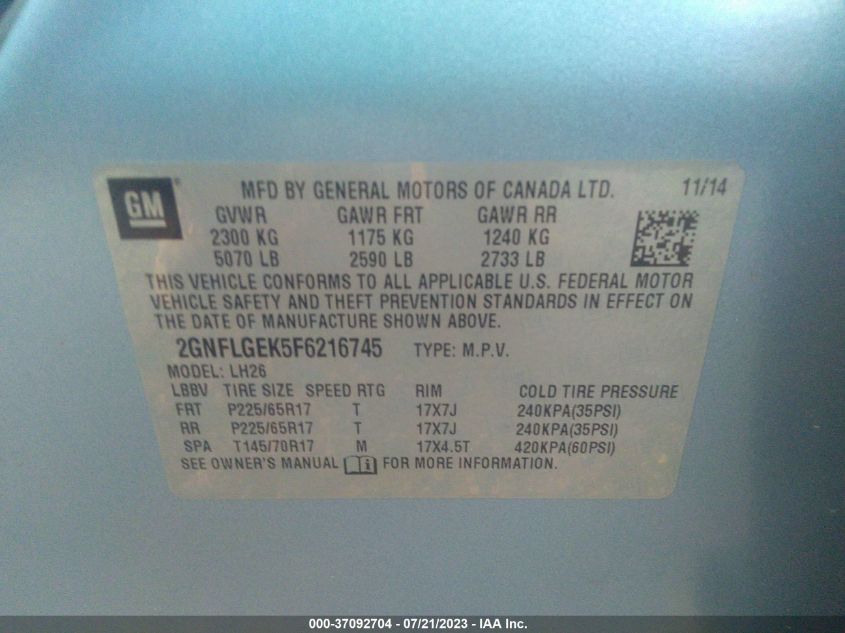 GM
MFD BY GENERAL MOTORS OF CANADA LTD. 11/14
GVWR GAWR FRT GAWR RR
2300 KG 1175 KG 1240 KG
5070 LB 2590 LB 2733 LB
THIS VEHICLE CONFORMS TO ALL APPLICABLE U.S. FEDERAL MOTOR
VEHICLE SAFETY AND THEFT PREVENTION STANDARDS IN EFFECT ON
THE DATE OF MANUFACTURE SHOWN ABOVE.
2GNFLGEK5F6216745 TYPE: M.P.V.
MODEL: LH26
LBBV TIRE SIZE SPEED RTG RIM COLD TIRE PRESSURE
FRT P225/65R17 T 17X7J 240KPA(35PSI)
RR P225/65R17 T 17X7J 240KPA(35PSI)
SPA T145/70R17 M 17X4.5T 420KPA(60PSI)
SEE OWNER'S MANUAL i FOR MORE INFORMATION.
000-37092704 - 07/21/2023 - IAA Inc.